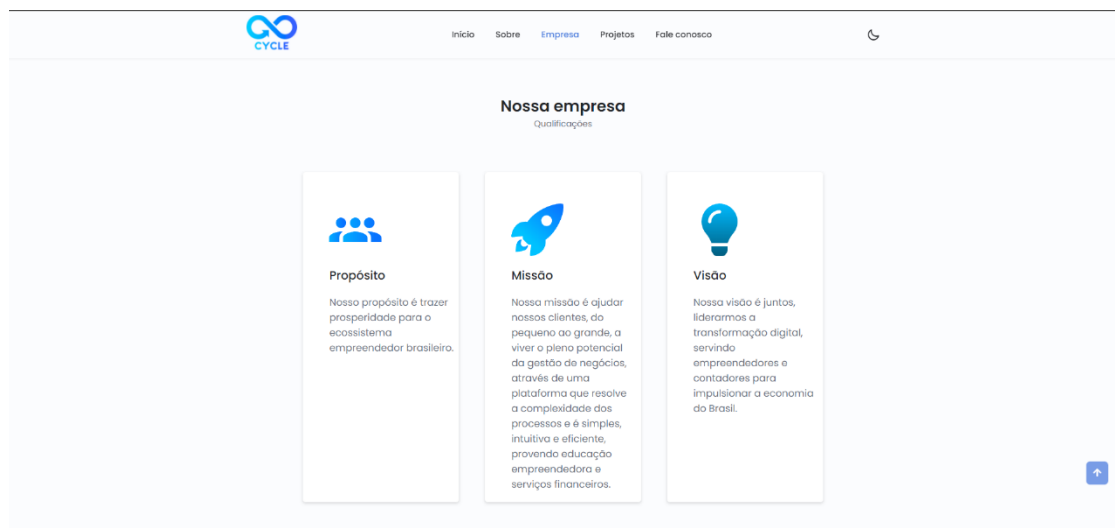 CYCLE
Início Sobre Empresa Projetos Fale conosco
Nossa empresa
Qualificações
Propósito
Nosso propósito é trazer
prosperidade para o
ecossistema
empreendedor brasileiro.
Missão
Nossa missão é ajudar
nossos clientes, do
pequeno ao grande, a
viver o pleno potencial
da gestão de negócios,
através de uma
plataforma que resolve
a complexidade dos
processos e é simples,
intuitiva e eficiente,
provendo educação
empreendedora e
serviços financeiros.
Visão
Nossa visão é juntos,
liderarmos a
transformação digital,
servindo
empreendedores e
contadores para
impulsionar a economia
do Brasil.